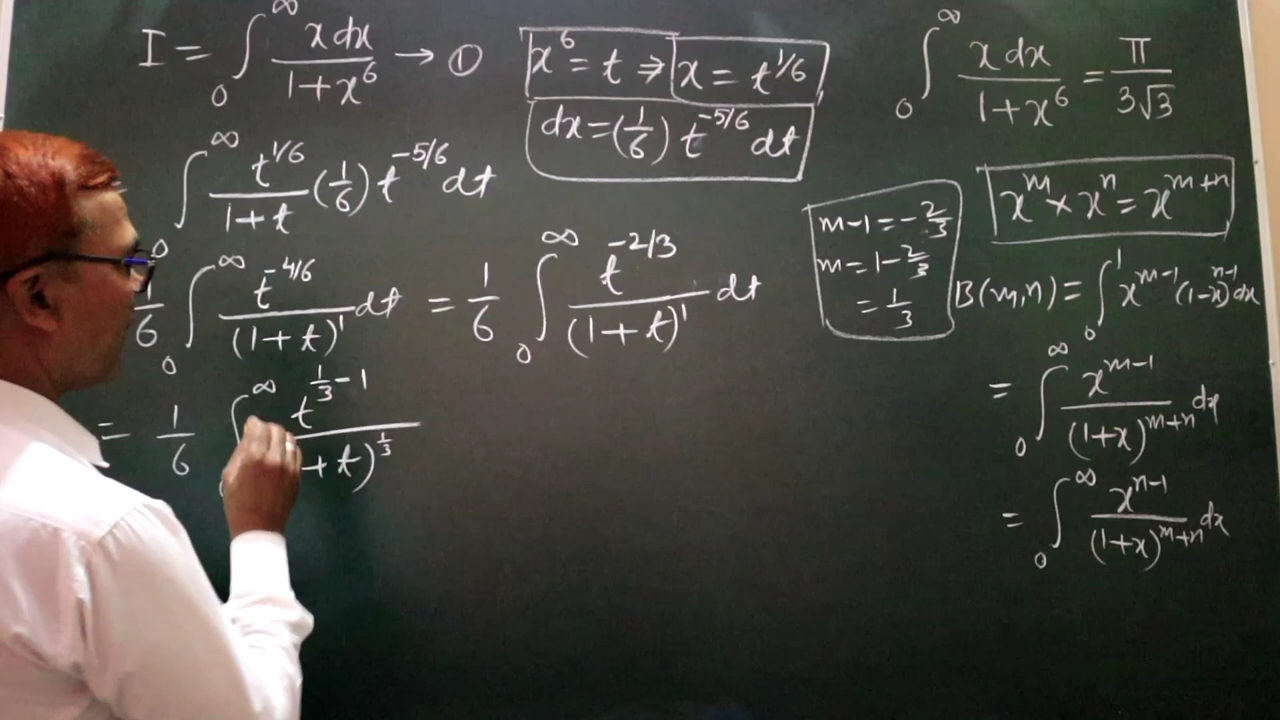 I = ∫₀^∞ x dx / (1+x⁶) → ①
x⁶ = t ⇒ x = t^(1/6)
dx = (1/6) t^(-5/6) dt
∫₀^∞ t^(1/6) / (1+t) (1/6) t^(-5/6) dt
1/6 ∫₀^∞ t^(-4/6) / (1+t)¹ dt = 1/6 ∫₀^∞ t^(-2/3) / (1+t)¹ dt
= 1/6 ∫ ^∞ t^(1/3 - 1) / + t)^(1/3)
m-1 = -2/3
m = 1 - 2/3
= 1/3
∫₀^∞ x dx / (1+x⁶) = π / (3√3)
x^m × x^n = x^(m+n)
B(m,n) = ∫₀^1 x^(m-1) (1-x)^(n-1) dx
= ∫₀^∞ x^(m-1) / (1+x)^(m+n) dx
= ∫₀^∞ x^(n-1) / (1+x)^(m+n) dx